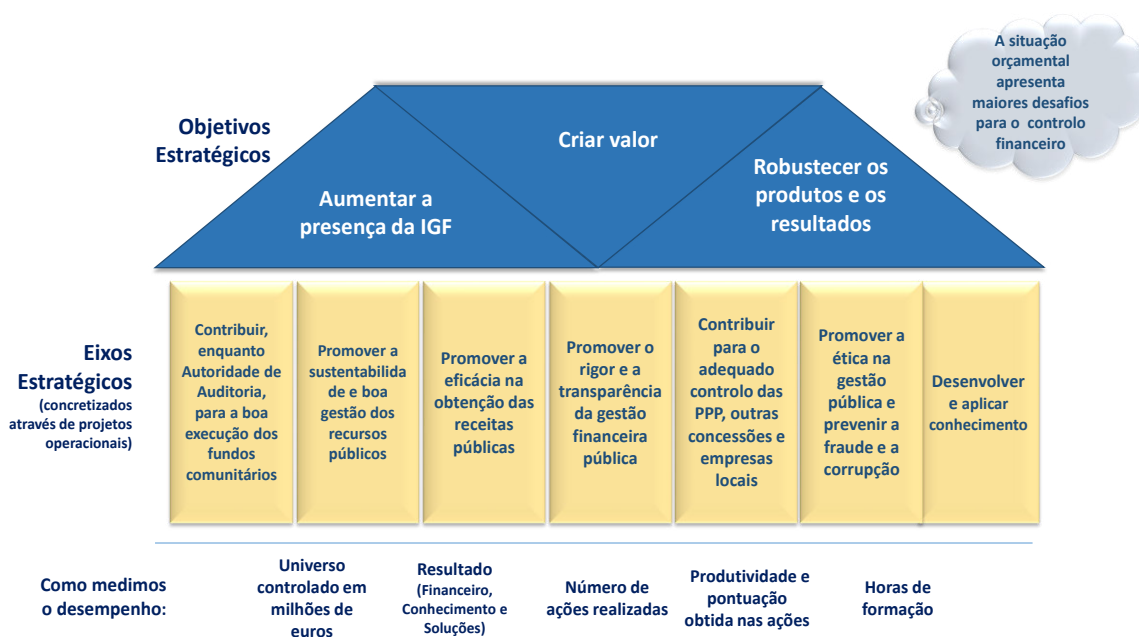 A situação
orçamental
apresenta
maiores desafios
para o controlo
financeiro
Objetivos
Estratégicos
Criar valor
Aumentar a
presença da IGF
Robustecer os
produtos e os
resultados
Eixos
Estratégicos
(concretizados
através de projetos
operacionais)
Contribuir,
enquanto
Autoridade de
Auditoria,
para a boa
execução dos
fundos
comunitários
Promover a
sustentabilida
de e boa
gestão dos
recursos
públicos
Promover a
eficácia na
obtenção das
receitas
públicas
Promover o
rigor e a
transparência
da gestão
financeira
pública
Contribuir
para o
adequado
controlo das
PPP, outras
concessões e
empresas
locais
Promover a
ética na
gestão
pública e
prevenir a
fraude e a
corrupção
Desenvolver
e aplicar
conhecimento
Como medimos
o desempenho:
Universo
controlado em
milhões de
euros
Resultado
(Financeiro,
Conhecimento e
Soluções)
Número de
ações realizadas
Produtividade e
pontuação
obtida nas ações
Horas de
formação